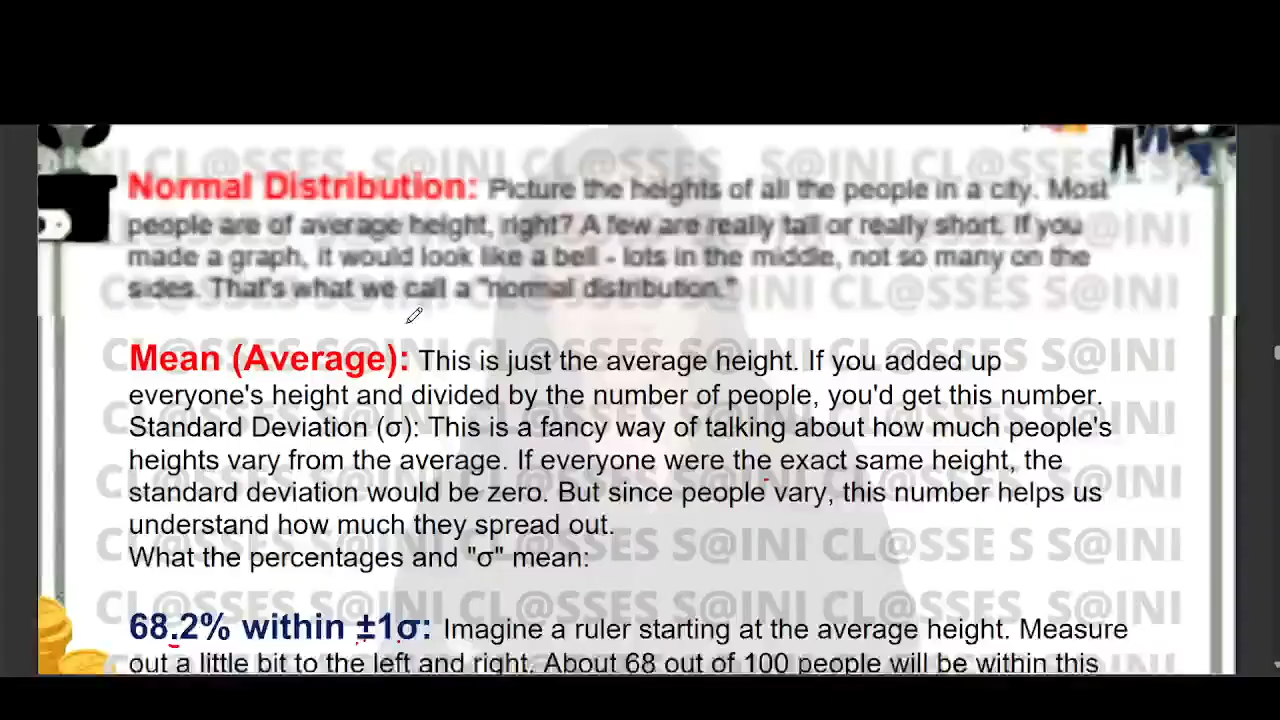 Normal Distribution: Picture the heights of all the people in a city. Most
people are of average height, right? A few are really tall or really short. If you
made a graph, it would look like a bell - lots in the middle, not so many on the
sides. That's what we call a "normal distribution."
Mean (Average): This is just the average height. If you added up
everyone's height and divided by the number of people, you'd get this number.
Standard Deviation (σ): This is a fancy way of talking about how much people's
heights vary from the average. If everyone were the exact same height, the
standard deviation would be zero. But since people vary, this number helps us
understand how much they spread out.
What the percentages and "σ" mean:
68.2% within ±1σ: Imagine a ruler starting at the average height. Measure
out a little bit to the left and right. About 68 out of 100 people will be within this